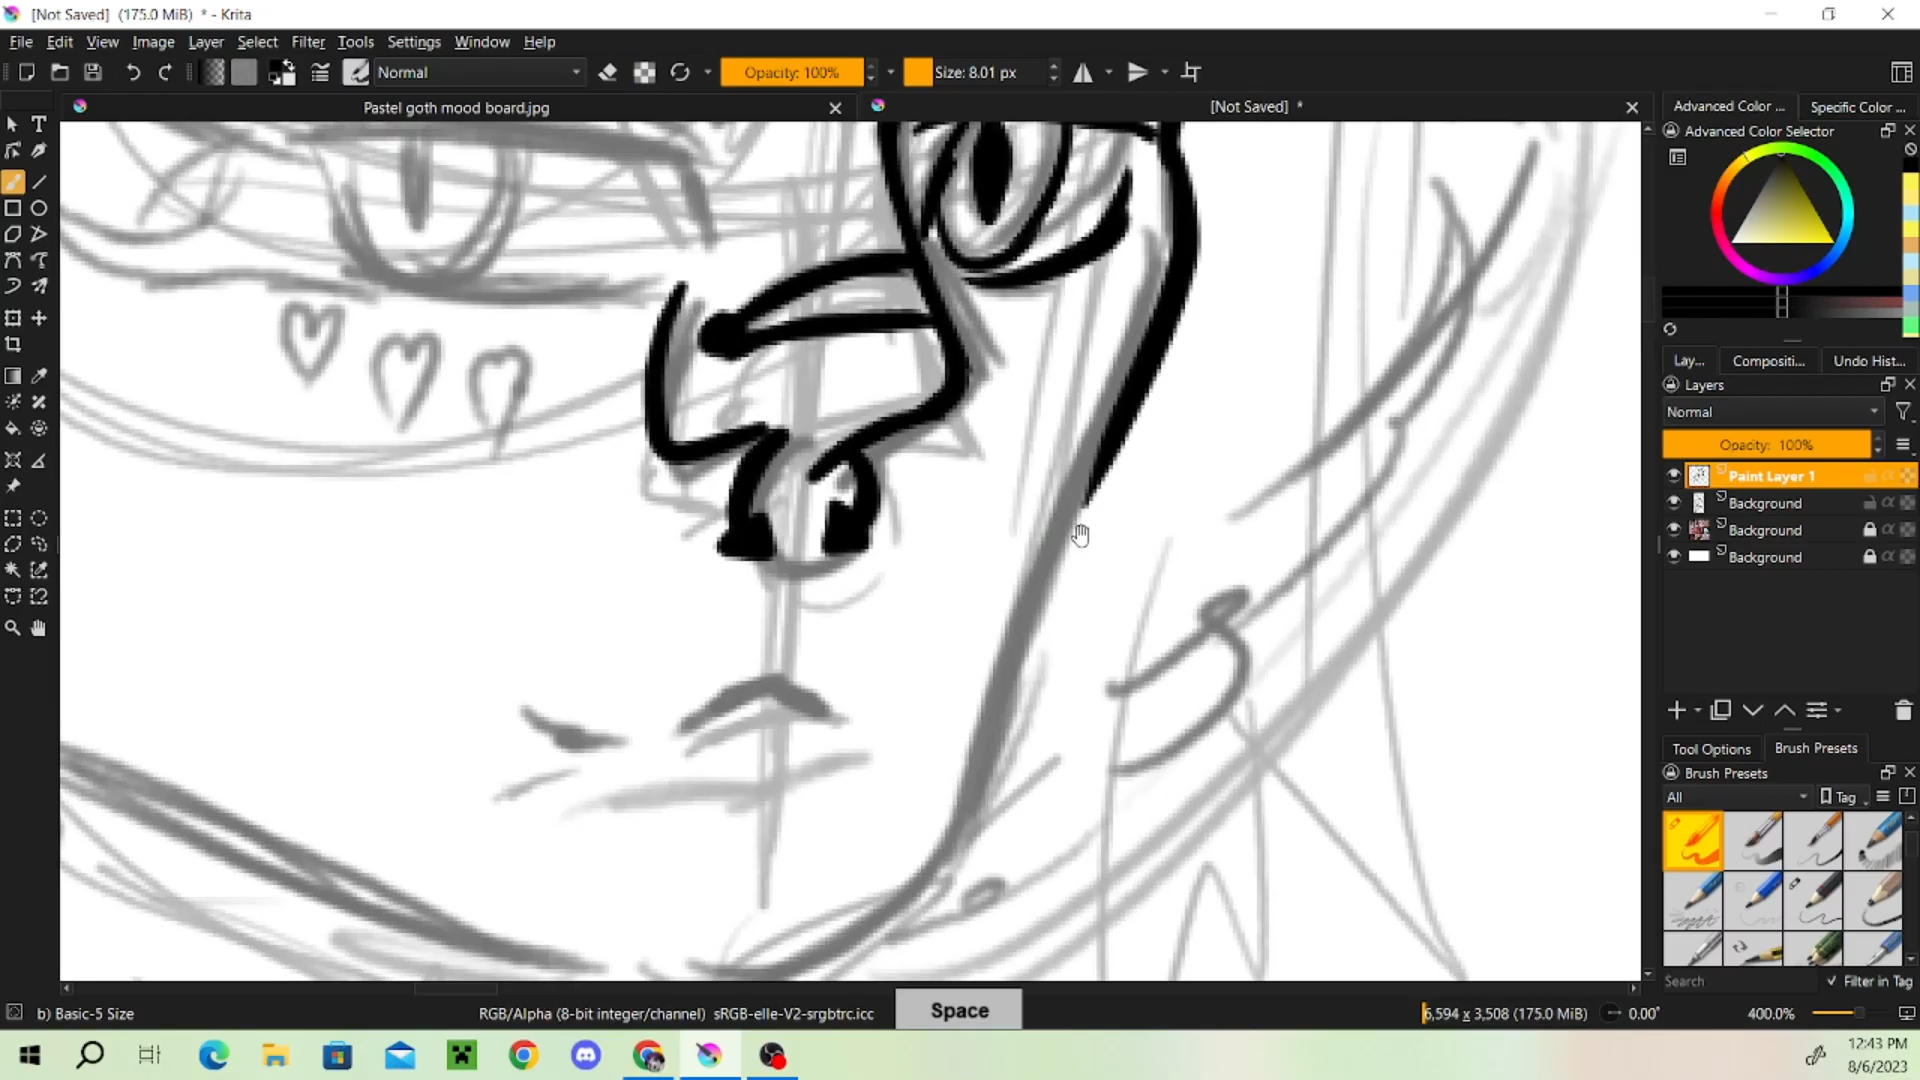 [Not Saved]  (175.0 MiB)  * - Krita
File Edit View Image Layer Select Filter Tools Settings Window Help
Normal
Opacity: 100%
Size: 8.01 px
Pastel goth mood board.jpg
[Not Saved]  *
Advanced Color ...
Specific Color ...
Advanced Color Selector
Lay...
Compositi...
Undo Hist...
Layers
Normal
Opacity:  100%
Paint Layer 1
Background
Background
Background
Tool Options
Brush Presets
Brush Presets
All
Tag
Search
Filter in Tag
b) Basic-5 Size
RGB/Alpha (8-bit integer/channel)  sRGB-elle-V2-srgbtrc.icc
Space
6,594 x 3,508 (175.0 MiB)
0.00°
400.0%
12:43 PM
8/6/2023